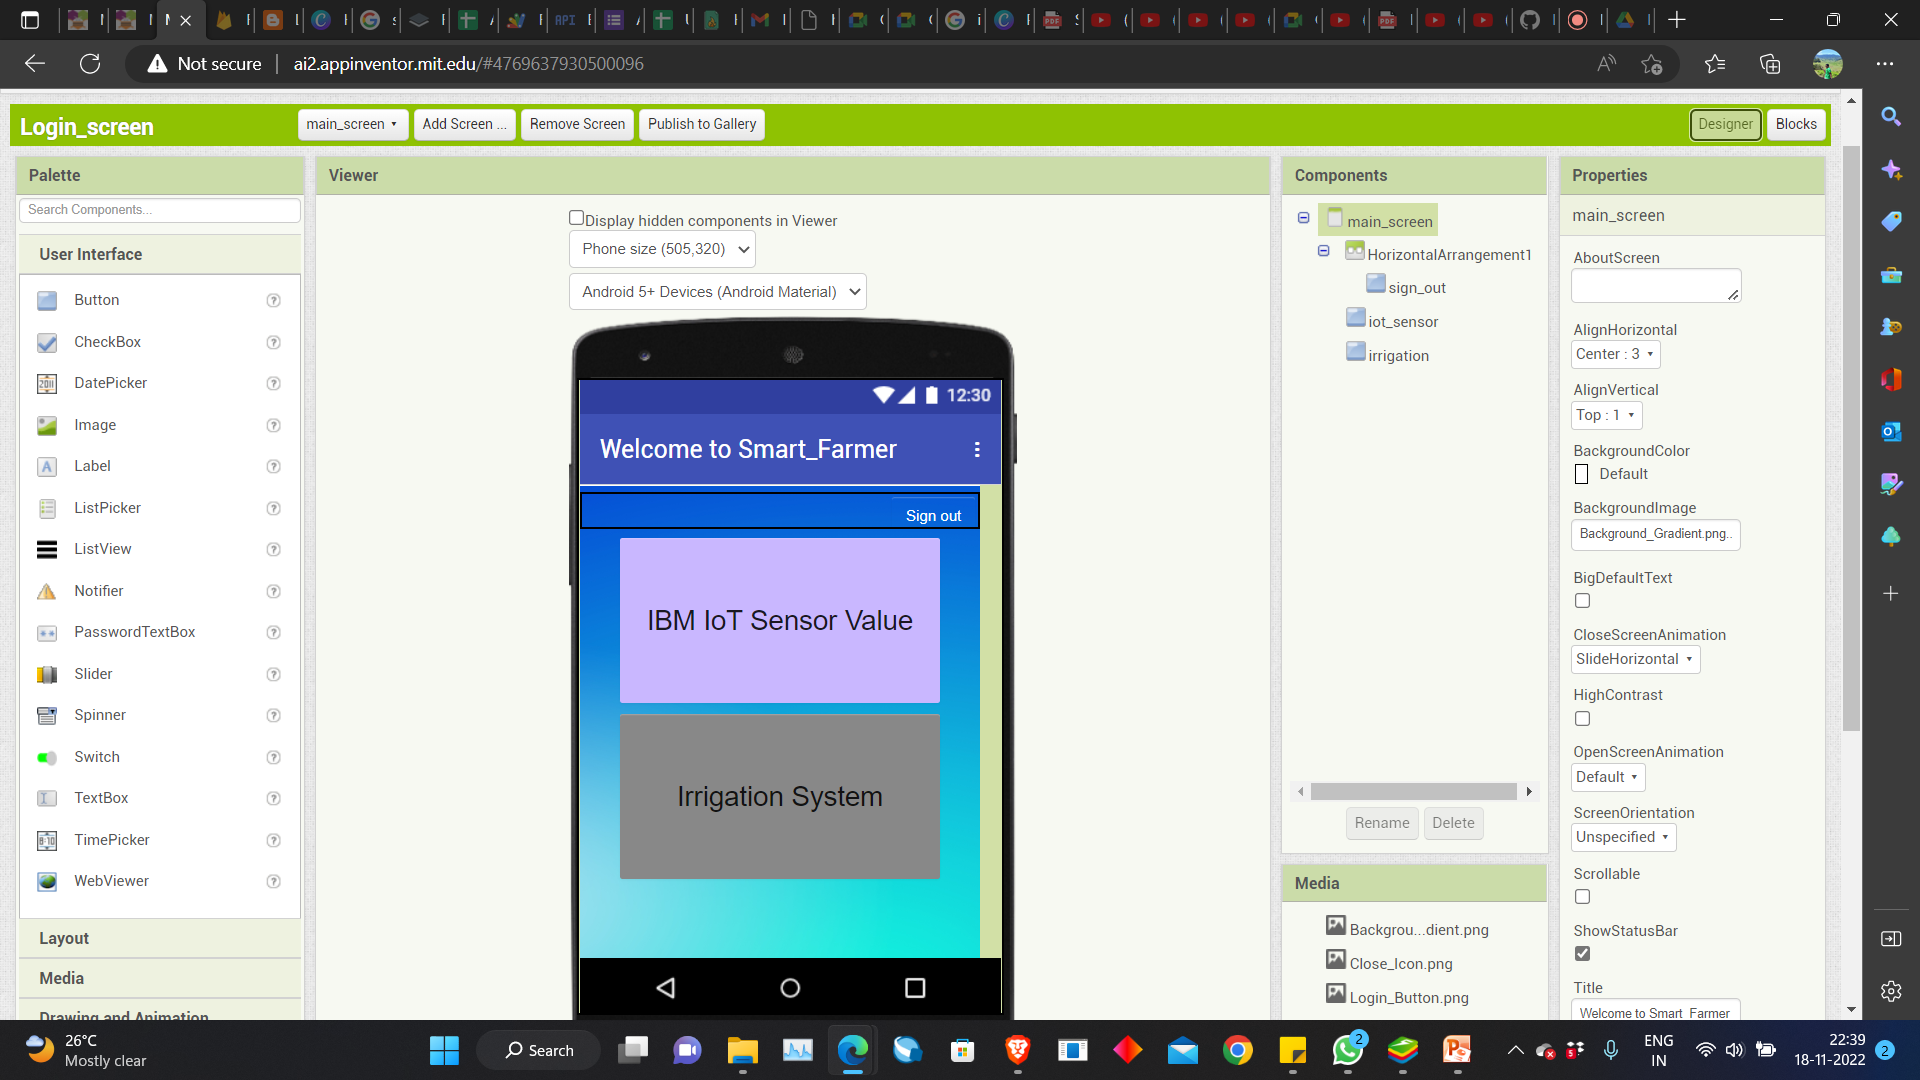 Not secure
ai2.appinventor.mit.edu/#4769637930500096
Login_screen
main_screen
Add Screen ...
Remove Screen
Publish to Gallery
Designer
Blocks
Palette
Search Components...
User Interface
Button
CheckBox
DatePicker
Image
Label
ListPicker
ListView
Notifier
PasswordTextBox
Slider
Spinner
Switch
TextBox
TimePicker
WebViewer
Layout
Media
Drawing and Animation
Viewer
Display hidden components in Viewer
Phone size (505,320)
Android 5+ Devices (Android Material)
12:30
Welcome to Smart_Farmer
Sign out
IBM IoT Sensor Value
Irrigation System
Components
main_screen
HorizontalArrangement1
sign_out
iot_sensor
irrigation
Rename
Delete
Media
Backgrou...dient.png
Close_Icon.png
Login_Button.png
Properties
main_screen
AboutScreen
AlignHorizontal
Center : 3
AlignVertical
Top : 1
BackgroundColor
Default
BackgroundImage
Background_Gradient.png..
BigDefaultText
CloseScreenAnimation
SlideHorizontal
HighContrast
OpenScreenAnimation
Default
ScreenOrientation
Unspecified
Scrollable
ShowStatusBar
Title
Welcome to Smart_Farmer
26°C
Mostly clear
Search
2
ENG
IN
22:39
18-11-2022
2